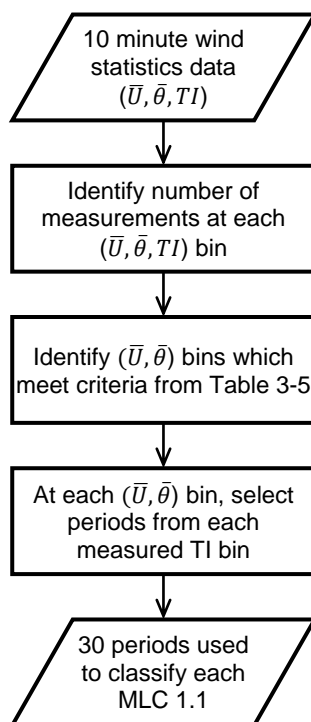 10 minute wind
statistics data
(U̅, θ̅, TI)
Identify number of
measurements at each
(U̅, θ̅, TI) bin
Identify (U̅, θ̅) bins which
meet criteria from Table 3-5
At each (U̅, θ̅) bin, select
periods from each
measured TI bin
30 periods used
to classify each
MLC 1.1